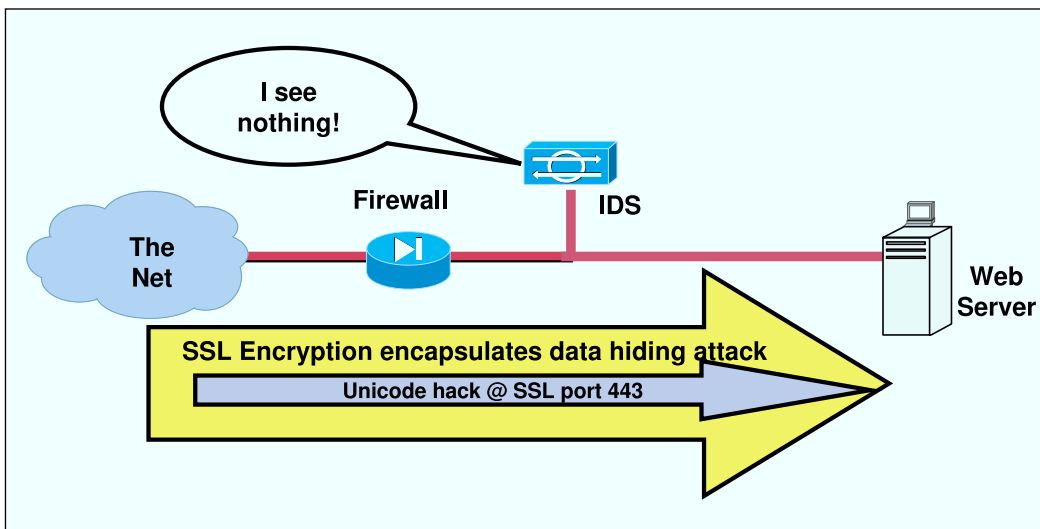 I see
nothing!
Firewall
IDS
The
Net
Web
Server
SSL Encryption encapsulates data hiding attack
Unicode hack @ SSL port 443